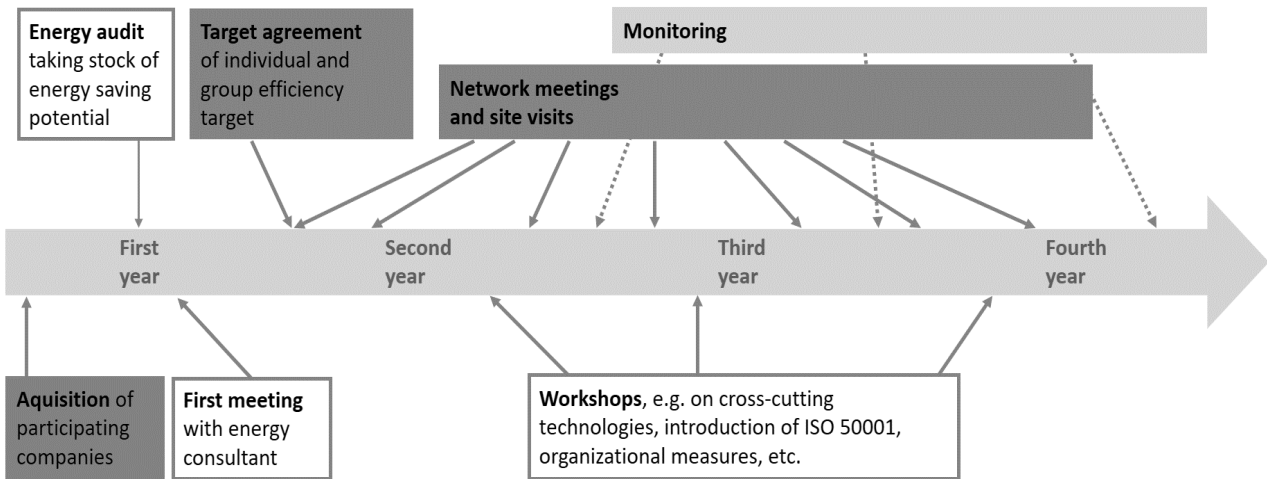 Energy audit
taking stock of
energy saving
potential
Target agreement
of individual and
group efficiency
target
Monitoring
Network meetings
and site visits
First
year
Second
year
Third
year
Fourth
year
Aquisition of
participating
companies
First meeting
with energy
consultant
Workshops, e.g. on cross-cutting
technologies, introduction of ISO 50001,
organizational measures, etc.